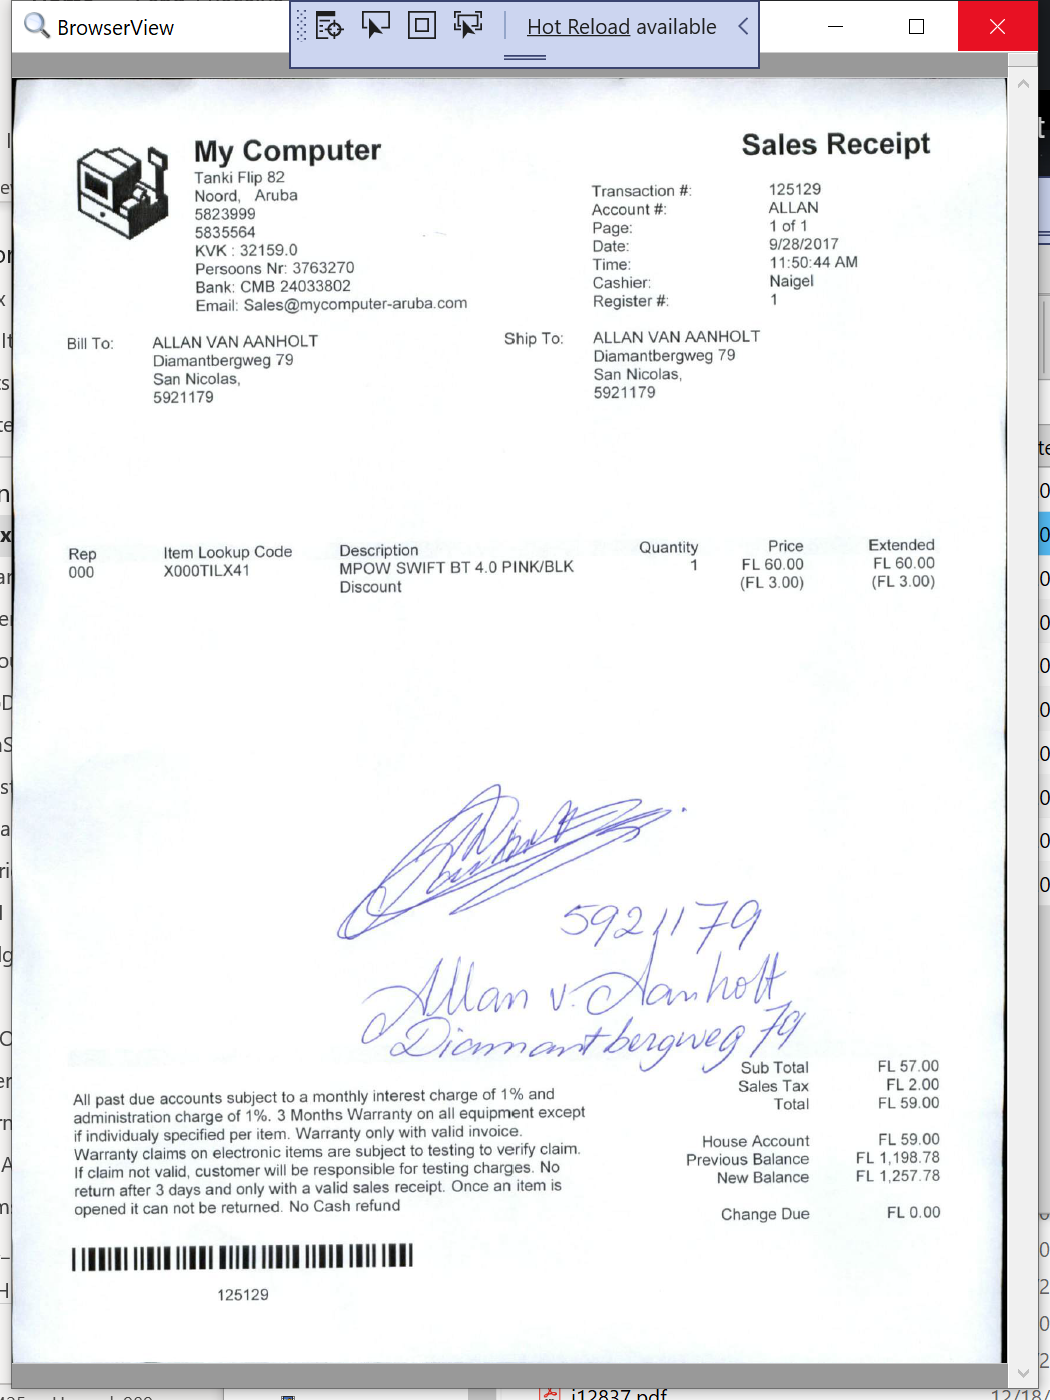 BrowserView
Hot Reload available
My Computer
Tanki Flip 82
Noord, Aruba
5823999
5835564
KVK : 32159.0
Persoons Nr: 3763270
Bank: CMB 24033802
Email: Sales@mycomputer-aruba.com
Sales Receipt
Transaction #: 125129
Account #: ALLAN
Page: 1 of 1
Date: 9/28/2017
Time: 11:50:44 AM
Cashier: Naigel
Register #: 1
Bill To: ALLAN VAN AANHOLT
Diamantbergweg 79
San Nicolas,
5921179
Ship To: ALLAN VAN AANHOLT
Diamantbergweg 79
San Nicolas,
5921179
Rep Item Lookup Code Description Quantity Price Extended
000 X000TILX41 MPOW SWIFT BT 4.0 PINK/BLK 1 FL 60.00 FL 60.00
Discount (FL 3.00) (FL 3.00)
5921179
Allan v. Aanholt
Diamantbergweg 79
Sub Total FL 57.00
Sales Tax FL 2.00
Total FL 59.00
House Account FL 59.00
Previous Balance FL 1,198.78
New Balance FL 1,257.78
Change Due FL 0.00
All past due accounts subject to a monthly interest charge of 1% and
administration charge of 1%. 3 Months Warranty on all equipment except
if individualy specified per item. Warranty only with valid invoice.
Warranty claims on electronic items are subject to testing to verify claim.
If claim not valid, customer will be responsible for testing charges. No
return after 3 days and only with a valid sales receipt. Once an item is
opened it can not be returned. No Cash refund
125129
i12837.pdf
12/18/